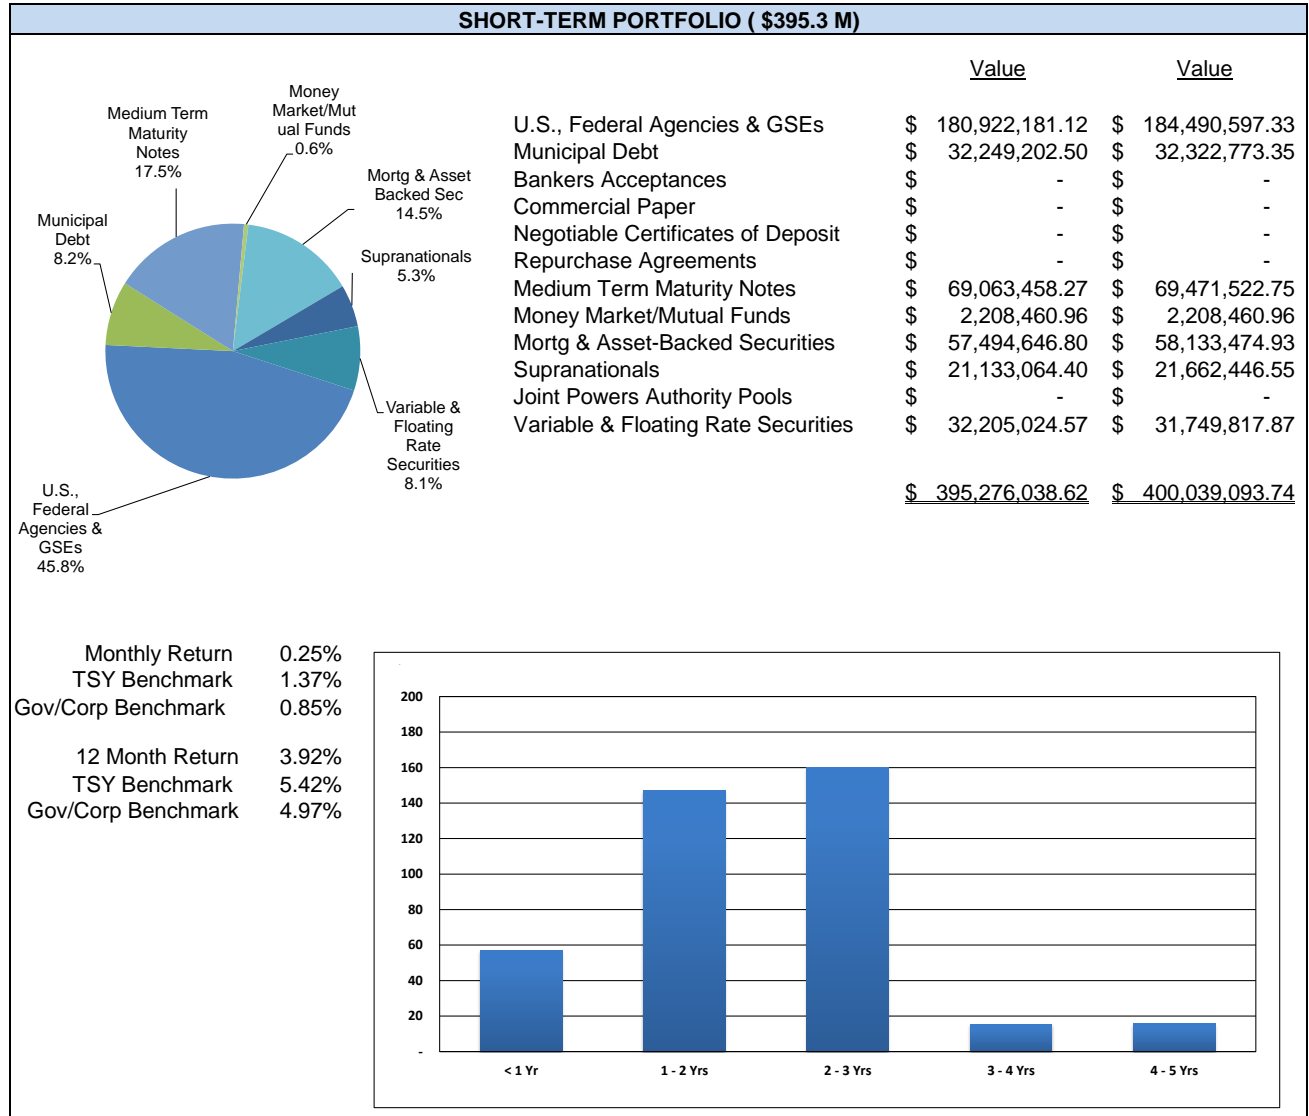 SHORT-TERM PORTFOLIO ( $395.3 M)
Value Value
U.S., Federal Agencies & GSEs $ 180,922,181.12 $ 184,490,597.33
Municipal Debt $ 32,249,202.50 $ 32,322,773.35
Bankers Acceptances $ - $ -
Commercial Paper $ - $ -
Negotiable Certificates of Deposit $ - $ -
Repurchase Agreements $ - $ -
Medium Term Maturity Notes $ 69,063,458.27 $ 69,471,522.75
Money Market/Mutual Funds $ 2,208,460.96 $ 2,208,460.96
Mortg & Asset-Backed Securities $ 57,494,646.80 $ 58,133,474.93
Supranationals $ 21,133,064.40 $ 21,662,446.55
Joint Powers Authority Pools $ - $ -
Variable & Floating Rate Securities $ 32,205,024.57 $ 31,749,817.87
$ 395,276,038.62 $ 400,039,093.74
Medium Term
Maturity
Notes
17.5%
Money
Market/Mut
ual Funds
0.6%
Mortg & Asset
Backed Sec
14.5%
Supranationals
5.3%
Variable &
Floating
Rate
Securities
8.1%
Municipal
Debt
8.2%
U.S.,
Federal
Agencies &
GSEs
45.8%
Monthly Return 0.25%
TSY Benchmark 1.37%
Gov/Corp Benchmark 0.85%
12 Month Return 3.92%
TSY Benchmark 5.42%
Gov/Corp Benchmark 4.97%
200
180
160
140
120
100
80
60
40
20
-
< 1 Yr 1 - 2 Yrs 2 - 3 Yrs 3 - 4 Yrs 4 - 5 Yrs